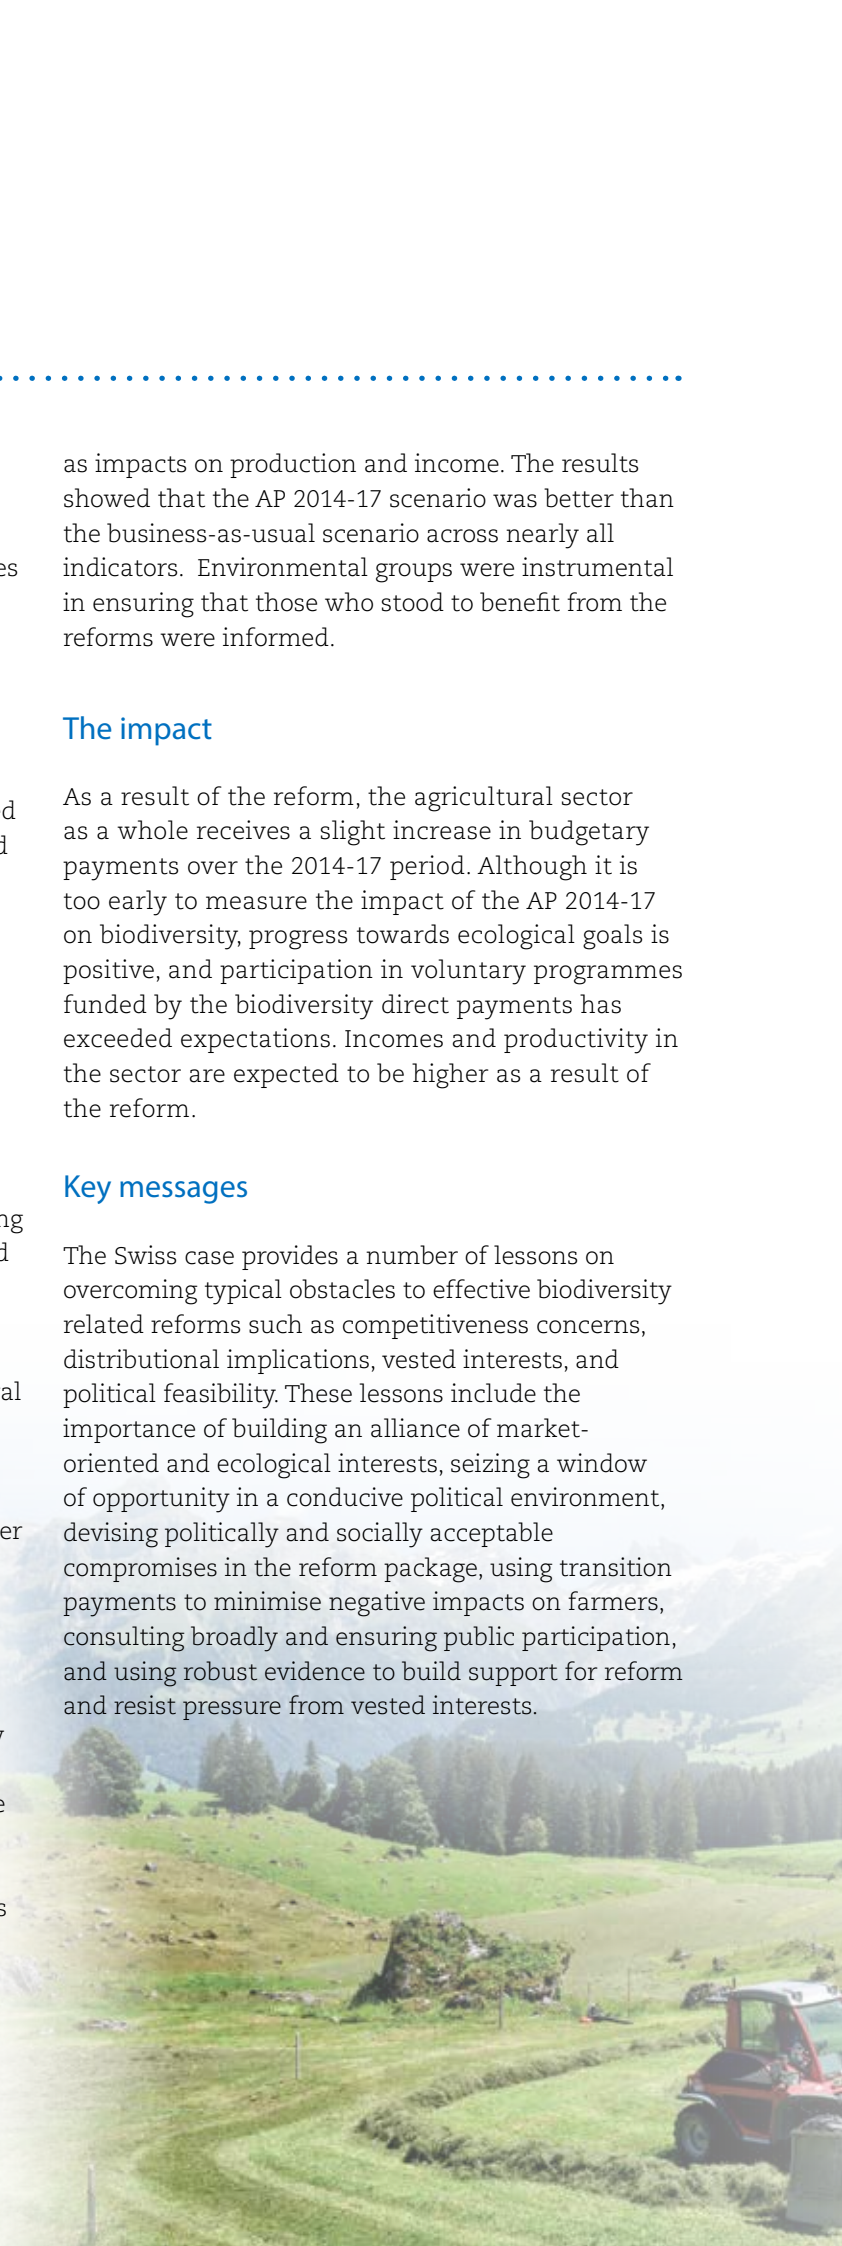 as impacts on production and income. The results
showed that the AP 2014-17 scenario was better than
the business-as-usual scenario across nearly all
indicators.  Environmental groups were instrumental
in ensuring that those who stood to benefit from the
reforms were informed.
The impact
As a result of the reform, the agricultural sector
as a whole receives a slight increase in budgetary
payments over the 2014-17 period. Although it is
too early to measure the impact of the AP 2014-17
on biodiversity, progress towards ecological goals is
positive, and participation in voluntary programmes
funded by the biodiversity direct payments has
exceeded expectations. Incomes and productivity in
the sector are expected to be higher as a result of
the reform.
Key messages
The Swiss case provides a number of lessons on
overcoming typical obstacles to effective biodiversity
related reforms such as competitiveness concerns,
distributional implications, vested interests, and
political feasibility. These lessons include the
importance of building an alliance of market-
oriented and ecological interests, seizing a window
of opportunity in a conducive political environment,
devising politically and socially acceptable
compromises in the reform package, using transition
payments to minimise negative impacts on farmers,
consulting broadly and ensuring public participation,
and using robust evidence to build support for reform
and resist pressure from vested interests.